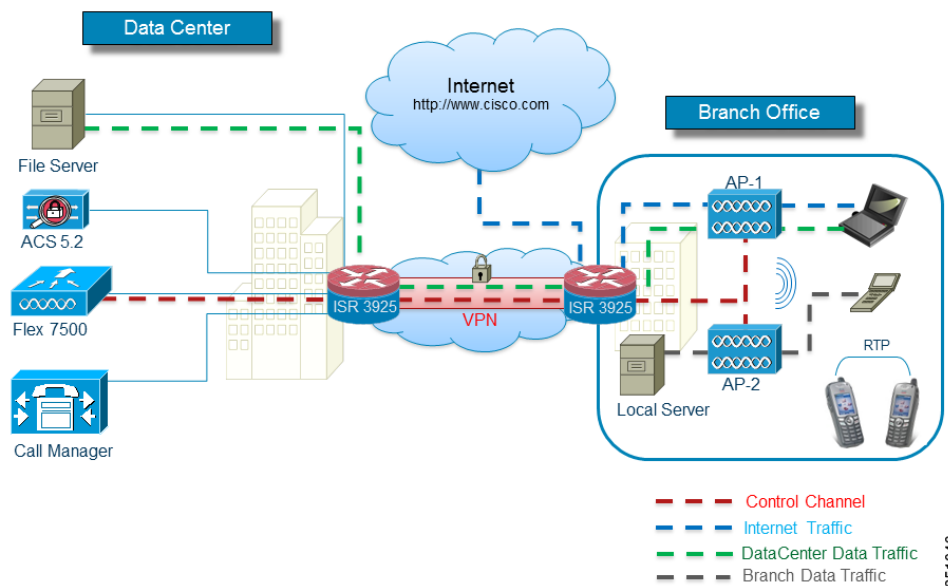 Data Center
Internet
http://www.cisco.com
Branch Office
File Server
AP-1
ACS 5.2
ISR 3925
ISR 3925
VPN
Flex 7500
AP-2
RTP
Local Server
Call Manager
Control Channel
Internet Traffic
DataCenter Data Traffic
Branch Data Traffic